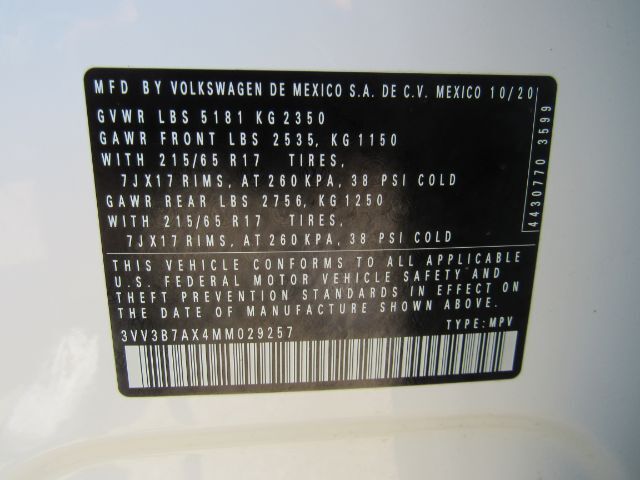 MFD BY VOLKSWAGEN DE MEXICO S.A. DE C.V. MEXICO 10/20
GVWR LBS 5181 KG 2350
GAWR FRONT LBS 2535, KG 1150
WITH 215/65 R17 TIRES,
7JX17 RIMS, AT 260 KPA, 38 PSI COLD
GAWR REAR LBS 2756, KG 1250
WITH 215/65 R17 TIRES,
7JX17 RIMS, AT 260 KPA, 38 PSI COLD
4430770 3599
THIS VEHICLE CONFORMS TO ALL APPLICABLE
U.S. FEDERAL MOTOR VEHICLE SAFETY AND
THEFT PREVENTION STANDARDS IN EFFECT ON
THE DATE OF MANUFACTURE SHOWN ABOVE.
3VV3B7AX4MM029257 TYPE: MPV